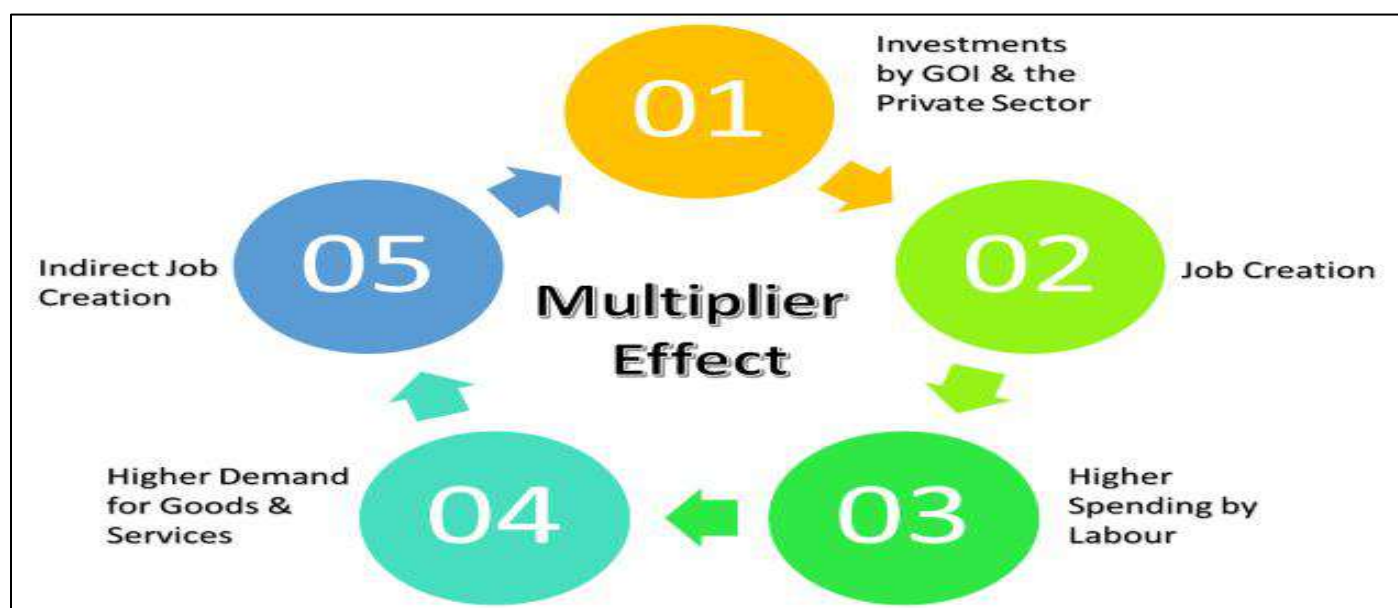 01
Investments
by GOI & the
Private Sector
02
Job Creation
03
Higher
Spending by
Labour
04
Higher Demand
for Goods &
Services
05
Indirect Job
Creation
Multiplier
Effect